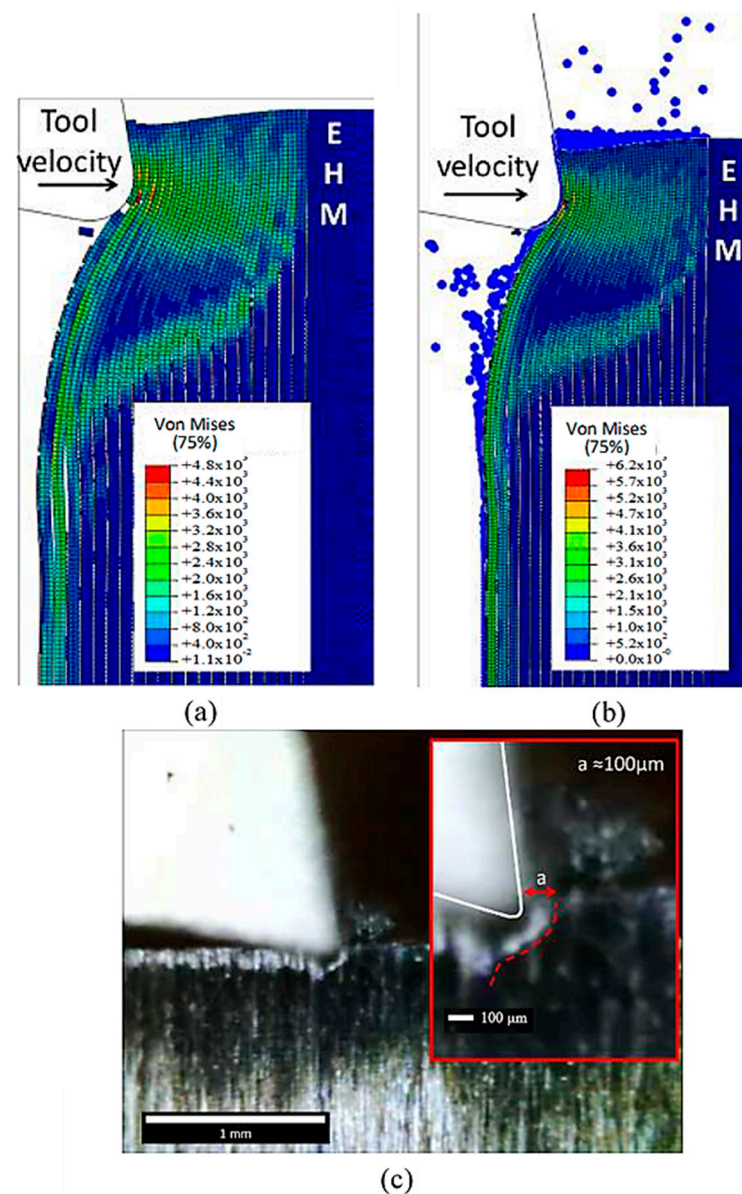 (b)
Tool
velocity
E
H
M
Von Mises
(75%)
+4.8x10³
+4.4x10³
+4.0x10³
+3.6x10³
+3.2x10³
+2.8x10³
+2.4x10³
+2.0x10³
+1.6x10³
+1.2x10³
+8.0x10²
+4.0x10²
+1.1x10⁻²
(a)
Tool
velocity
E
H
M
Von Mises
(75%)
+6.2x10³
+5.7x10³
+5.2x10³
+4.7x10³
+4.1x10³
+3.6x10³
+3.1x10³
+2.6x10³
+2.1x10³
+1.5x10³
+1.0x10³
+5.2x10²
+0.0x10⁻⁰
(b)
a ≈100μm
a
100 μm
1 mm
(c)